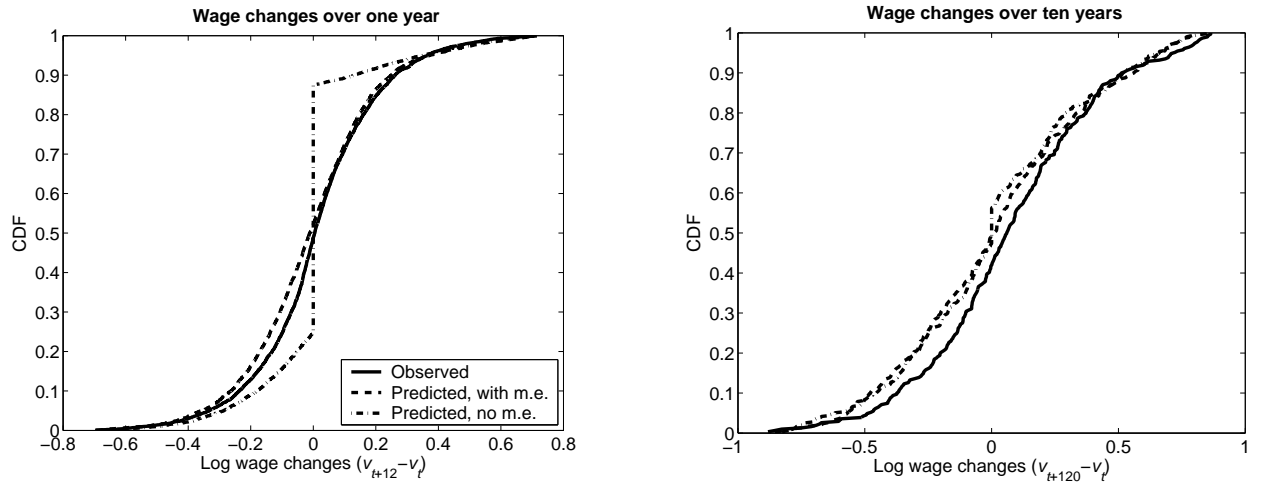 Wage changes over one year
1
0.9
0.8
0.7
0.6
0.5
0.4
0.3
0.2
0.1
0
CDF
−0.8 −0.6 −0.4 −0.2 0 0.2 0.4 0.6 0.8
Log wage changes (v_{t+12}−v_t)
Observed
Predicted, with m.e.
Predicted, no m.e.
Wage changes over ten years
1
0.9
0.8
0.7
0.6
0.5
0.4
0.3
0.2
0.1
0
CDF
−1 −0.5 0 0.5 1
Log wage changes (v_{t+120}−v_t)